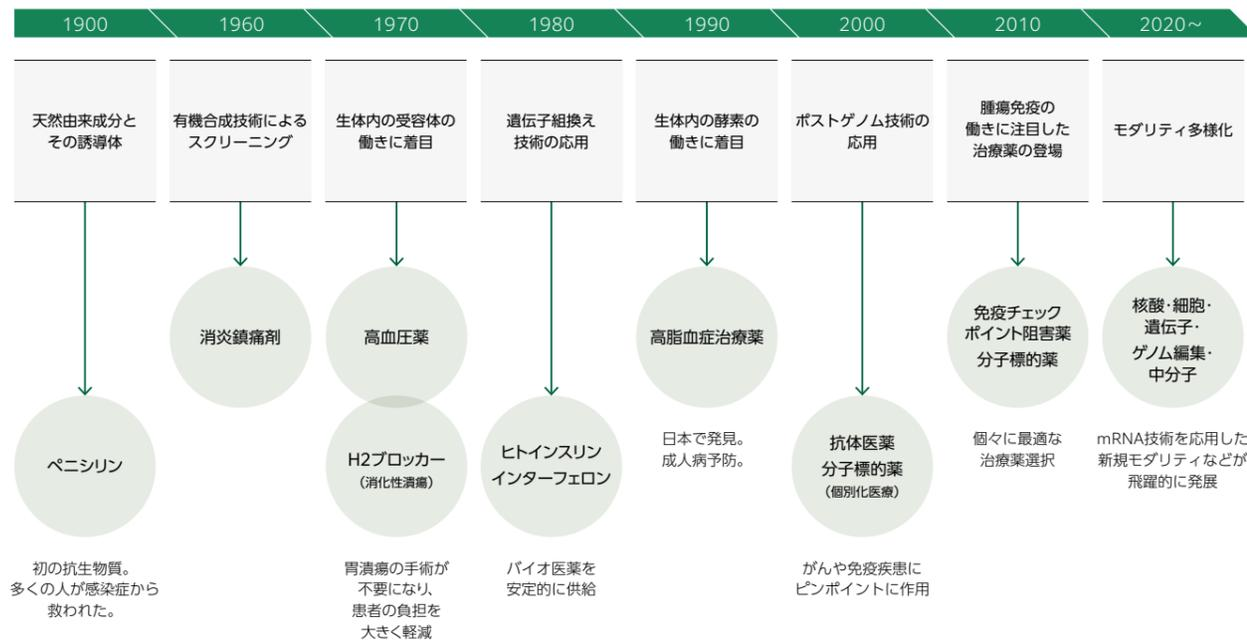 1900
1960
1970
1980
1990
2000
2010
2020~
天然由来成分と
その誘導体
有機合成技術による
スクリーニング
生体内の受容体の
働きに着目
遺伝子組換え
技術の応用
生体内の酵素の
働きに着目
ポストゲノム技術の
応用
腫瘍免疫の
働きに注目した
治療薬の登場
モダリティ多様化
ペニシリン
初の抗生物質。
多くの人が感染症から
救われた。
消炎鎮痛剤
高血圧薬
H2ブロッカー
(消化性潰瘍)
胃潰瘍の手術が
不要になり、
患者の負担を
大きく軽減
ヒトインスリン
インターフェロン
バイオ医薬を
安定的に供給
高脂血症治療薬
日本で発見。
成人病予防。
抗体医薬
分子標的薬
(個別化医療)
がんや免疫疾患に
ピンポイントに作用
免疫チェック
ポイント阻害薬
分子標的薬
個々に最適な
治療薬選択
核酸・細胞・
遺伝子・
ゲノム編集・
中分子
mRNA技術を応用した
新規モダリティなどが
飛躍的に発展